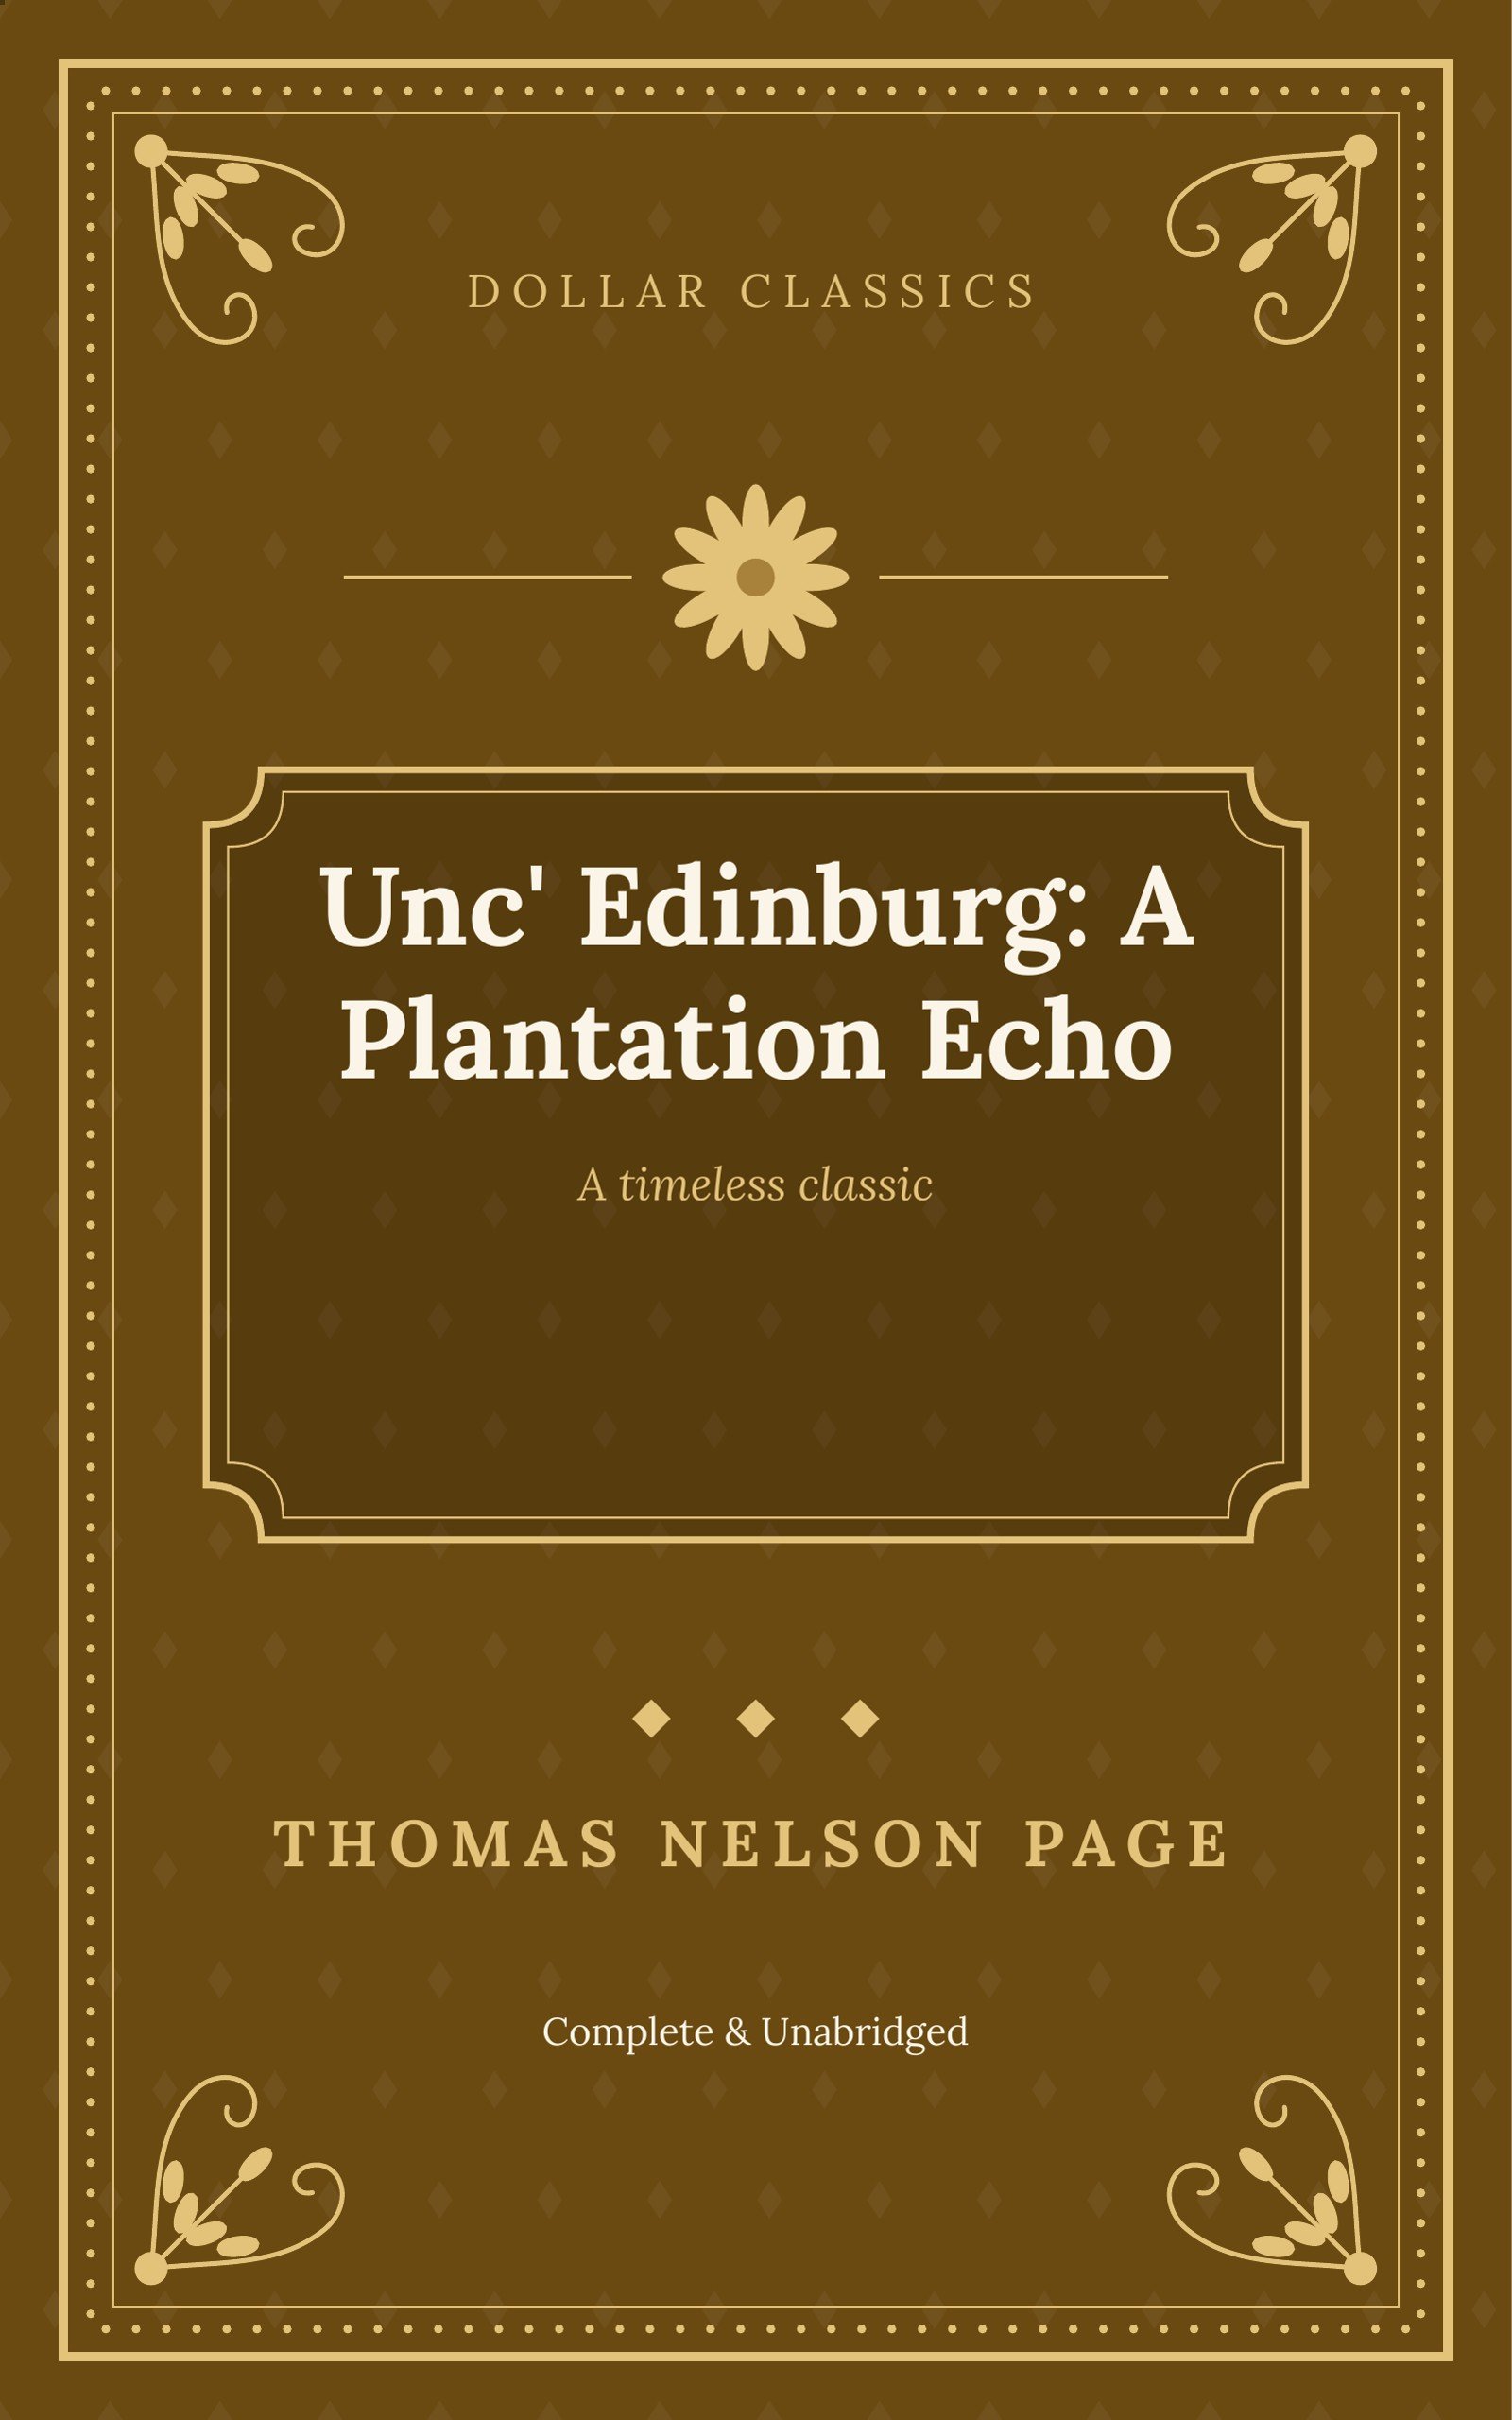 DOLLAR CLASSICS
Unc' Edinburg: A
Plantation Echo
A timeless classic
THOMAS NELSON PAGE
Complete & Unabridged